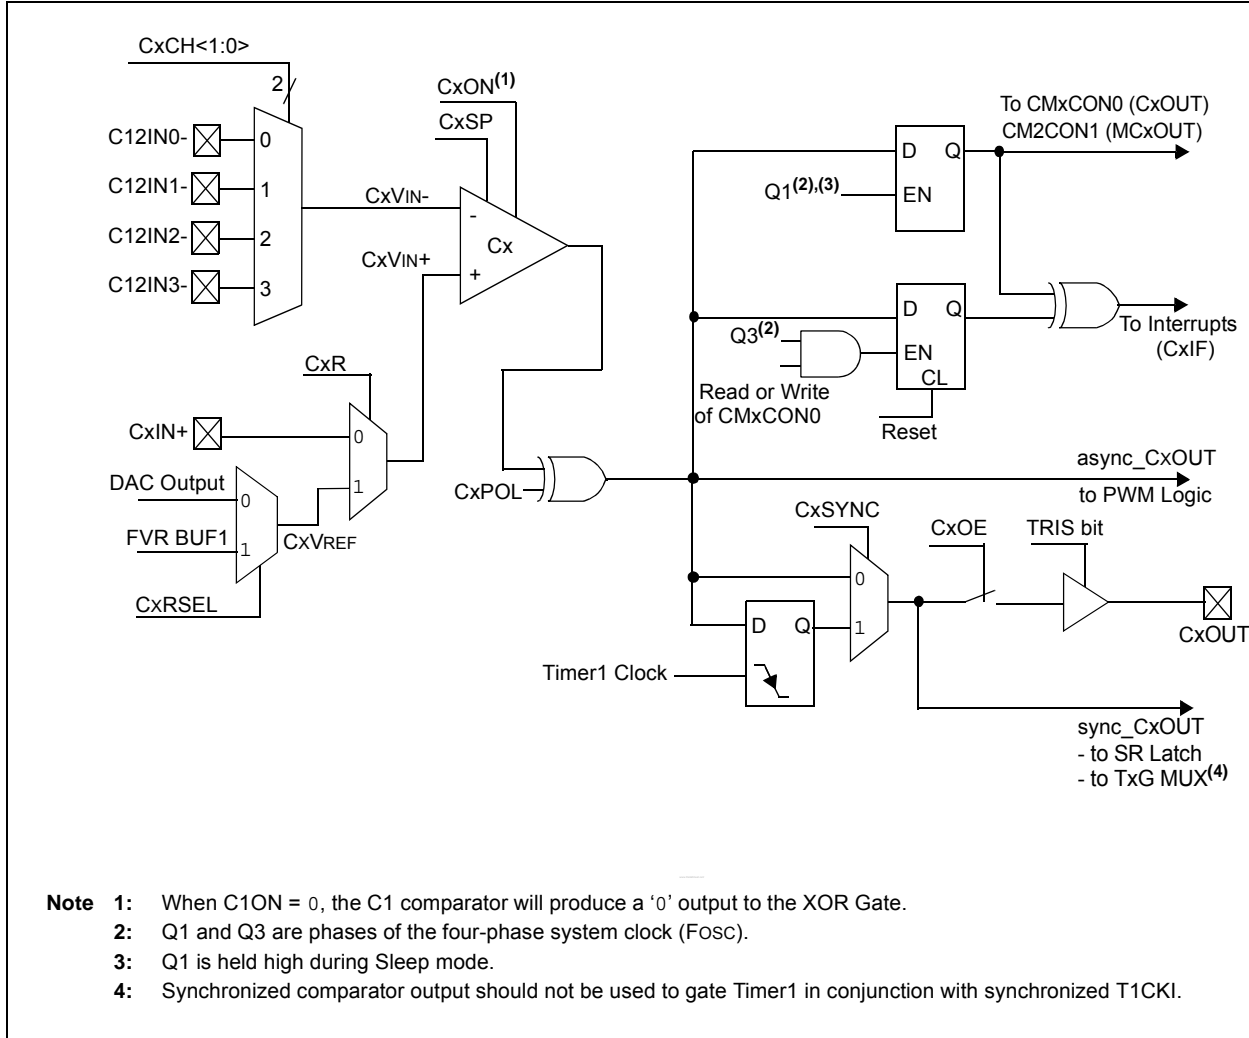 CxCH<1:0>
2
C12IN0-
0
C12IN1-
1
C12IN2-
2
C12IN3-
3
CxON(1)
CxSP
CxVIN-
-
Cx
CxVIN+
+
CxR
CxIN+
0
DAC Output
0
1
FVR BUF1
1
CxVREF
CxRSEL
CxPOL
D Q
Q1(2),(3)
EN
To CMxCON0 (CxOUT)
CM2CON1 (MCxOUT)
D Q
Q3(2)
EN
CL
Read or Write
of CMxCON0
Reset
To Interrupts
(CxIF)
async_CxOUT
to PWM Logic
CxSYNC
0
1
D Q
Timer1 Clock
CxOE
TRIS bit
CxOUT
sync_CxOUT
- to SR Latch
- to TxG MUX(4)
Note 1: When C1ON = 0, the C1 comparator will produce a ‘0’ output to the XOR Gate.
2: Q1 and Q3 are phases of the four-phase system clock (FOSC).
3: Q1 is held high during Sleep mode.
4: Synchronized comparator output should not be used to gate Timer1 in conjunction with synchronized T1CKI.